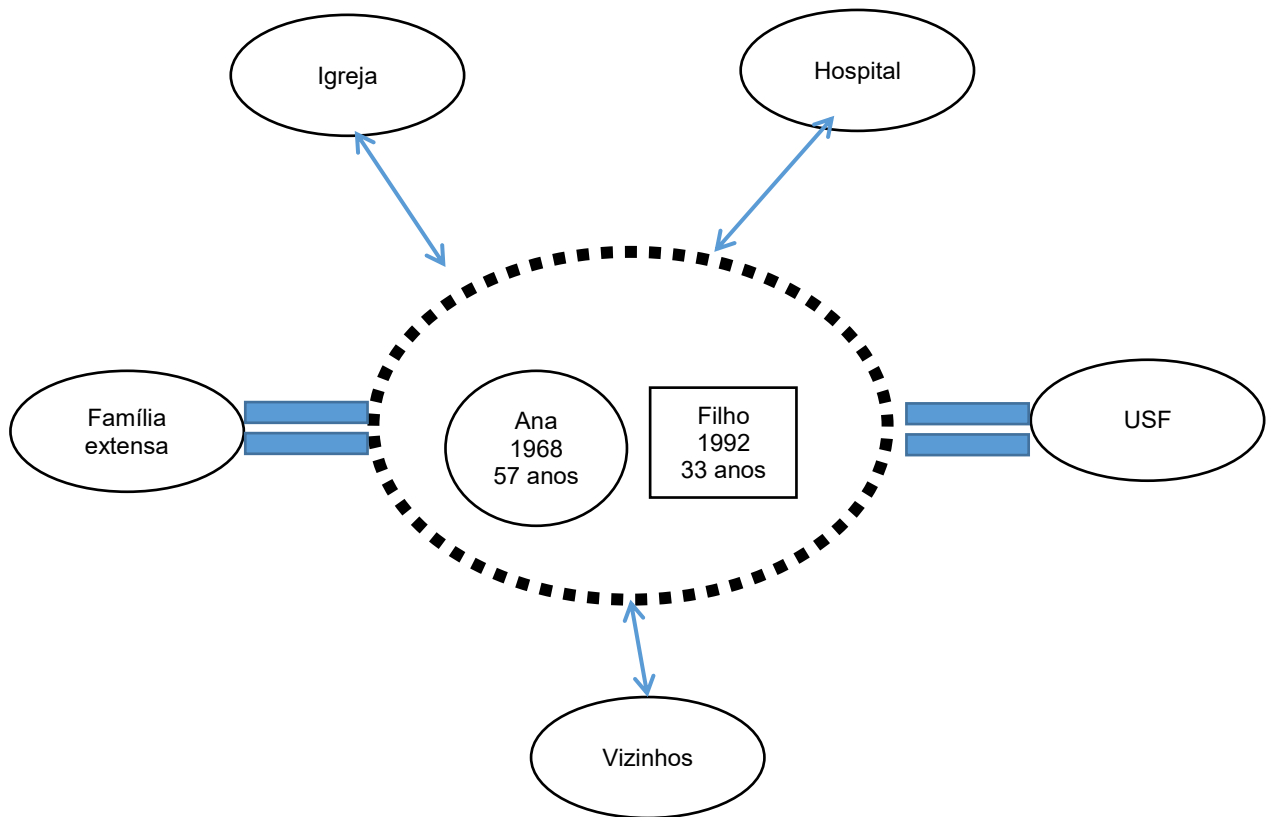 Igreja
Hospital
Família
extensa
Ana
1968
57 anos
Filho
1992
33 anos
USF
Vizinhos